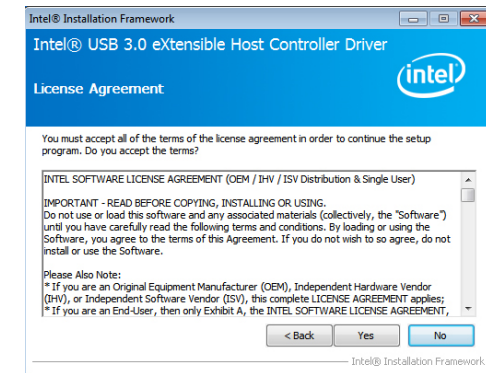 Intel® Installation Framework
Intel® USB 3.0 eXtensible Host Controller Driver
License Agreement
intel
You must accept all of the terms of the license agreement in order to continue the setup
program. Do you accept the terms?
INTEL SOFTWARE LICENSE AGREEMENT (OEM / IHV / ISV Distribution & Single User)
IMPORTANT - READ BEFORE COPYING, INSTALLING OR USING.
Do not use or load this software and any associated materials (collectively, the "Software")
until you have carefully read the following terms and conditions. By loading or using the
Software, you agree to the terms of this Agreement. If you do not wish to so agree, do not
install or use the Software.
Please Also Note:
* If you are an Original Equipment Manufacturer (OEM), Independent Hardware Vendor
(IHV), or Independent Software Vendor (ISV), this complete LICENSE AGREEMENT applies;
* If you are an End-User, then only Exhibit A, the INTEL SOFTWARE LICENSE AGREEMENT,
< Back
Yes
No
Intel® Installation Framework